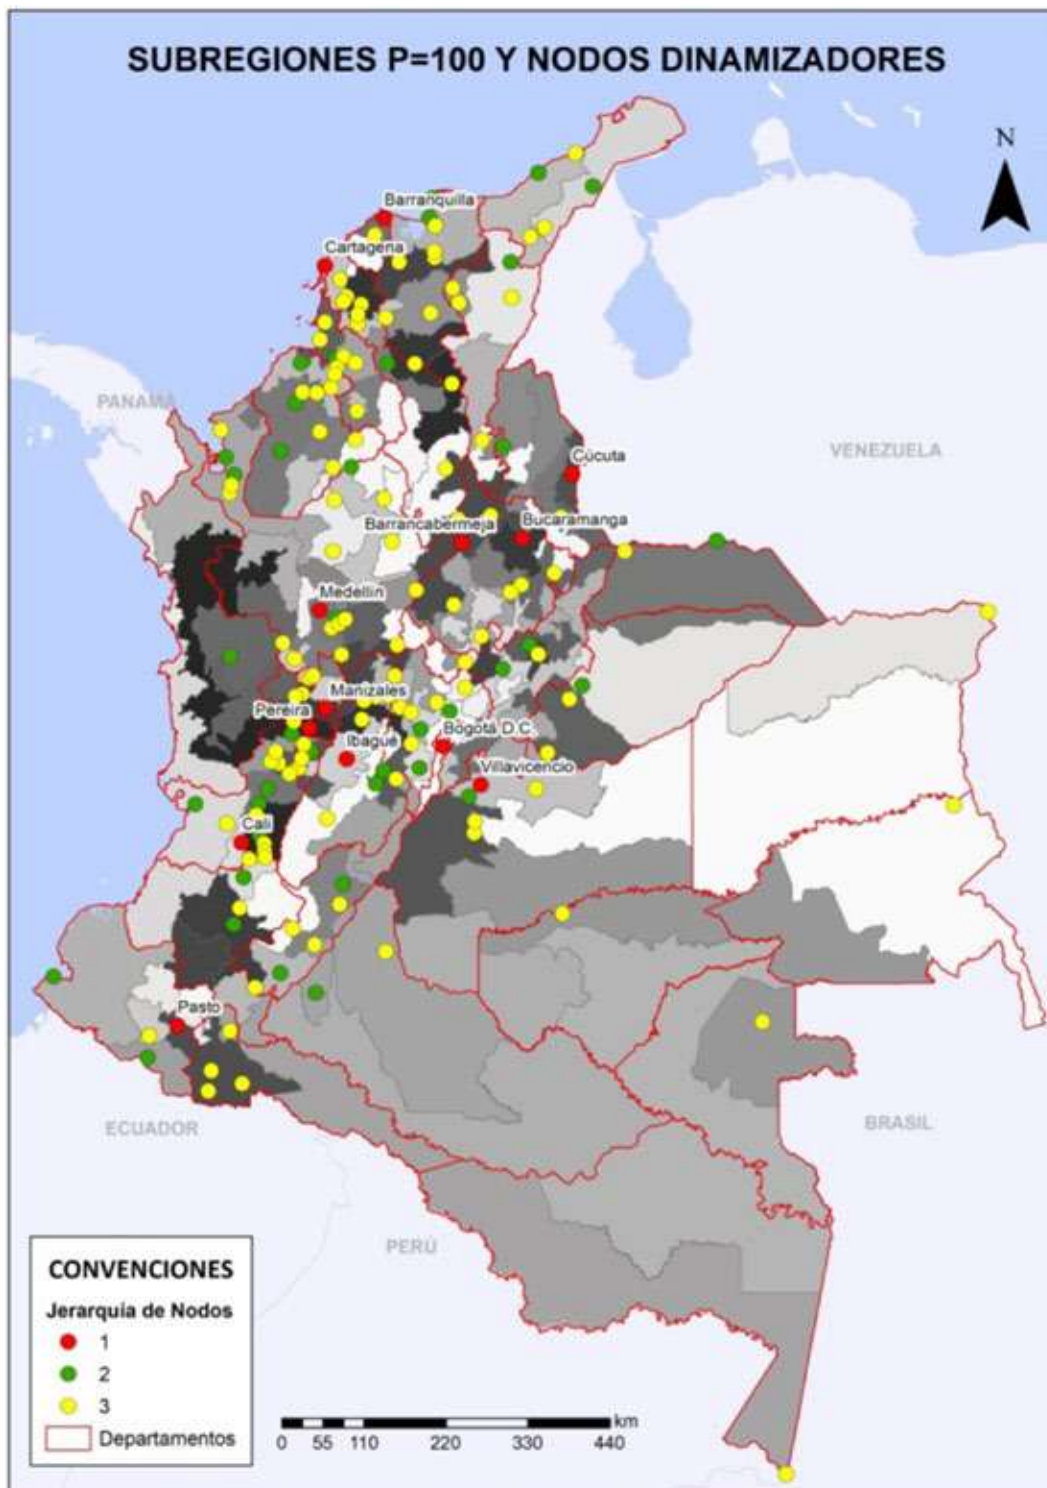 SUBREGIONES P=100 Y NODOS DINAMIZADORES
N
Barranquilla
Cartagena
PANAMÁ
VENEZUELA
Cúcuta
Barrancabermeja
Bucaramanga
Medellín
Manizales
Pereira
Ibagué
Bogotá D.C.
Villavicencio
Cali
Pasto
ECUADOR
BRASIL
PERÚ
CONVENCIONES
Jerarquía de Nodos
1
2
3
Departamentos
km
0 55 110 220 330 440